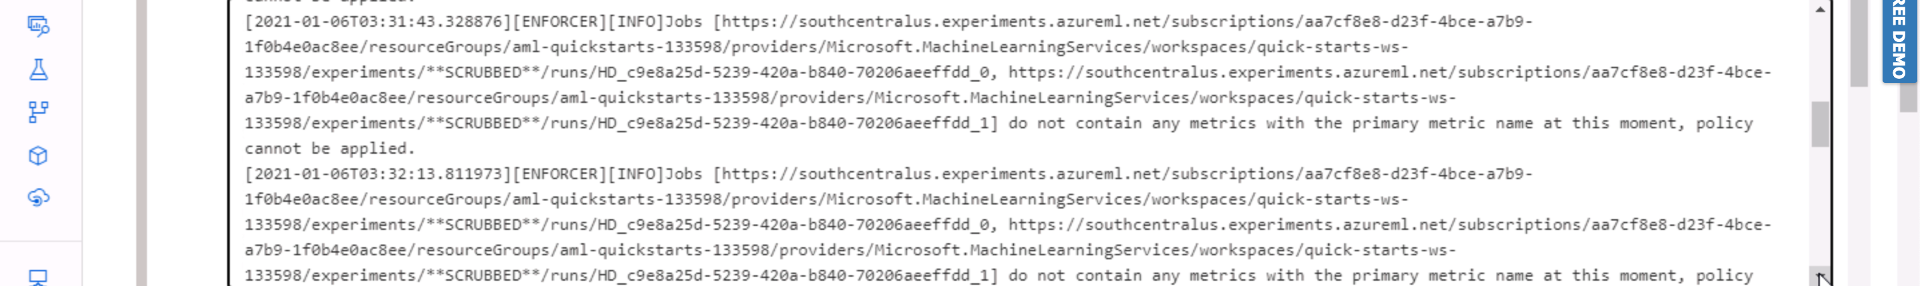 cannot be applied.
[2021-01-06T03:31:43.328876][ENFORCER][INFO]Jobs [https://southcentralus.experiments.azureml.net/subscriptions/aa7cf8e8-d23f-4bce-a7b9-
1f0b4e0ac8ee/resourceGroups/aml-quickstarts-133598/providers/Microsoft.MachineLearningServices/workspaces/quick-starts-ws-
133598/experiments/**SCRUBBED**/runs/HD_c9e8a25d-5239-420a-b840-70206aeeffdd_0, https://southcentralus.experiments.azureml.net/subscriptions/aa7cf8e8-d23f-4bce-
a7b9-1f0b4e0ac8ee/resourceGroups/aml-quickstarts-133598/providers/Microsoft.MachineLearningServices/workspaces/quick-starts-ws-
133598/experiments/**SCRUBBED**/runs/HD_c9e8a25d-5239-420a-b840-70206aeeffdd_1] do not contain any metrics with the primary metric name at this moment, policy
cannot be applied.
[2021-01-06T03:32:13.811973][ENFORCER][INFO]Jobs [https://southcentralus.experiments.azureml.net/subscriptions/aa7cf8e8-d23f-4bce-a7b9-
1f0b4e0ac8ee/resourceGroups/aml-quickstarts-133598/providers/Microsoft.MachineLearningServices/workspaces/quick-starts-ws-
133598/experiments/**SCRUBBED**/runs/HD_c9e8a25d-5239-420a-b840-70206aeeffdd_0, https://southcentralus.experiments.azureml.net/subscriptions/aa7cf8e8-d23f-4bce-
a7b9-1f0b4e0ac8ee/resourceGroups/aml-quickstarts-133598/providers/Microsoft.MachineLearningServices/workspaces/quick-starts-ws-
133598/experiments/**SCRUBBED**/runs/HD_c9e8a25d-5239-420a-b840-70206aeeffdd_1] do not contain any metrics with the primary metric name at this moment, policy
DEMO